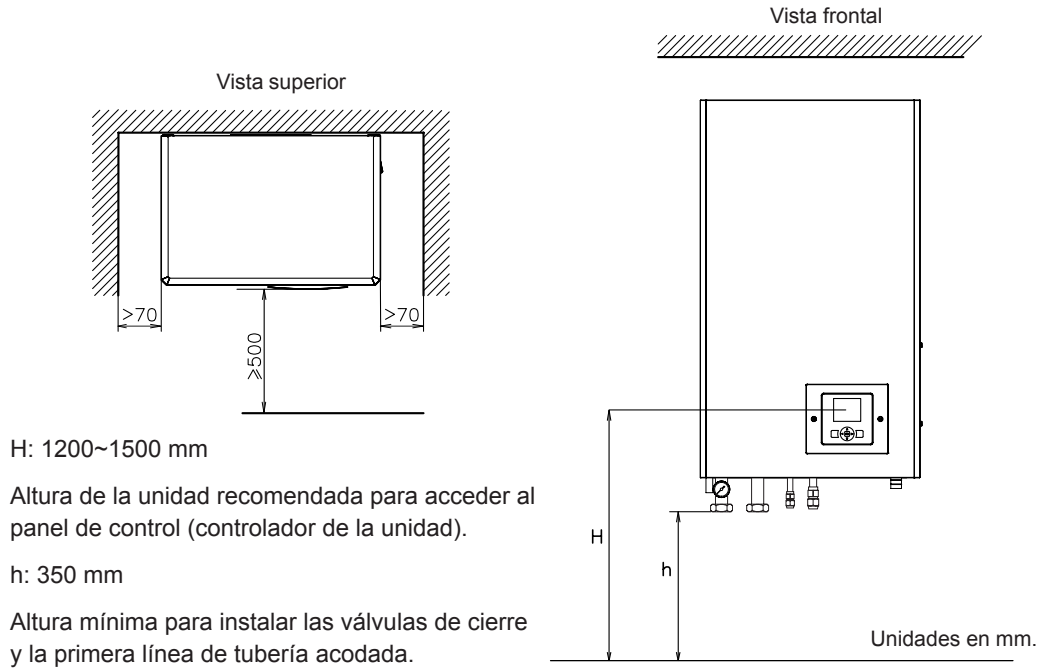 Vista frontal
Vista superior
>70
>70
≥500
H: 1200~1500 mm
Altura de la unidad recomendada para acceder al
panel de control (controlador de la unidad).
h: 350 mm
Altura mínima para instalar las válvulas de cierre
y la primera línea de tubería acodada.
H
h
Unidades en mm.